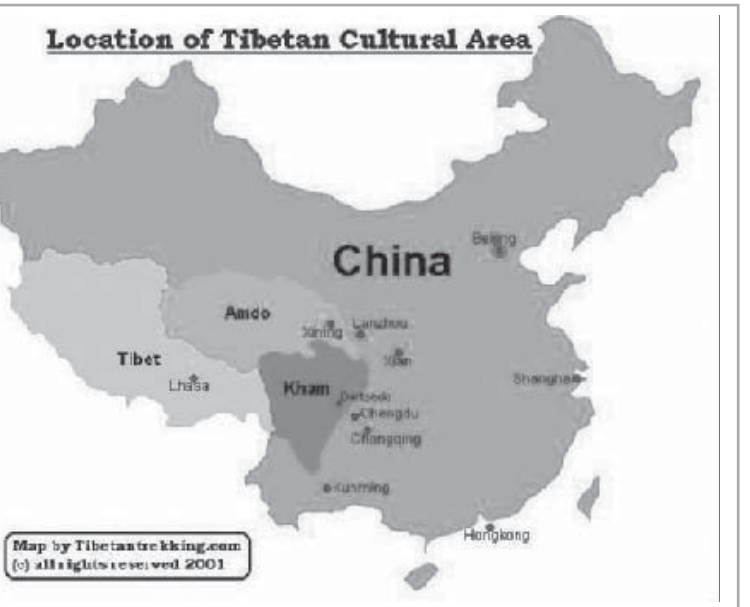 Location of Tibetan Cultural Area
Beijing
China
Amdo
Xining
Lanzhou
Xian
Tibet
Lhasa
Shanghai
Kham
Chengdu
Chongqing
Kunming
Hongkong
Map by Tibetantrekking.com
(c) all rights reserved 2001